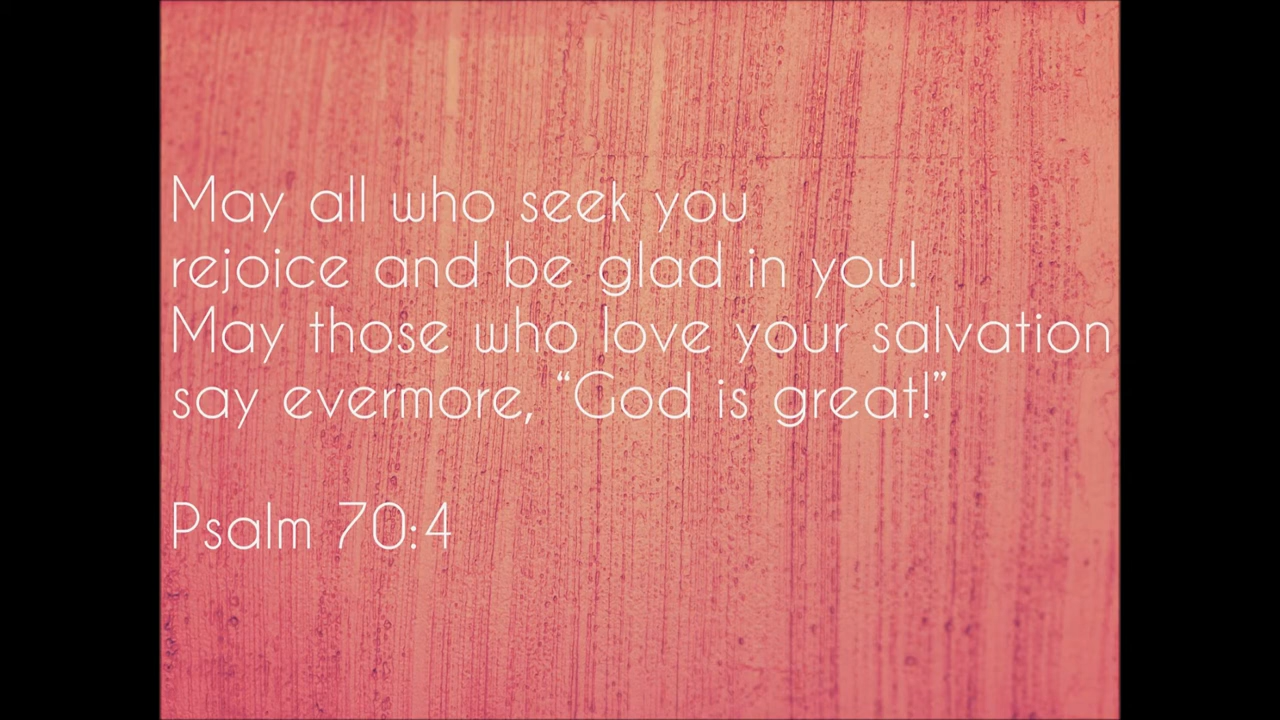 May all who seek you
rejoice and be glad in you!
May those who love your salvation
say evermore, “God is great!”
Psalm 70:4